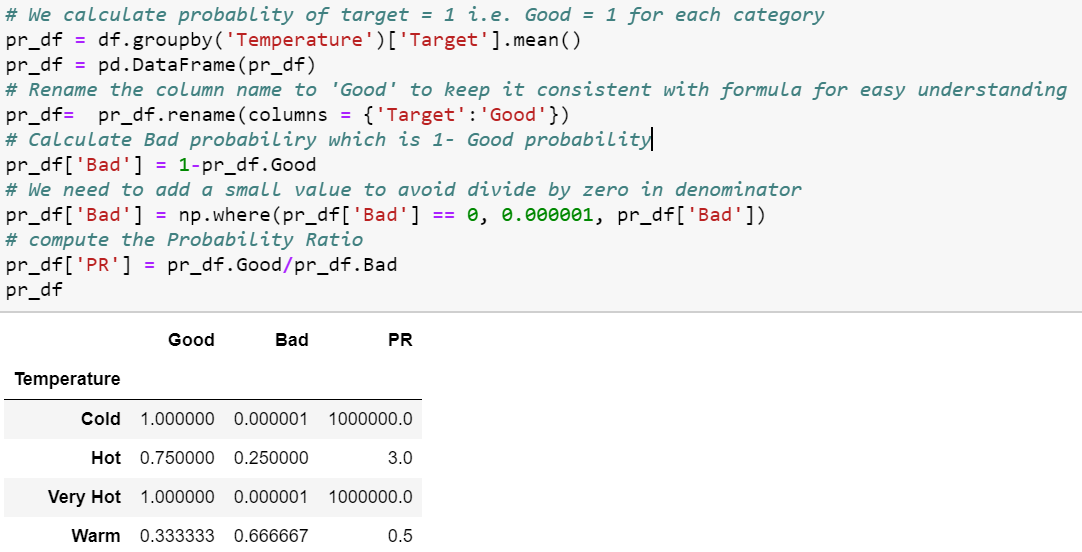 # We calculate probablity of target = 1 i.e. Good = 1 for each category
pr_df = df.groupby('Temperature')['Target'].mean()
pr_df = pd.DataFrame(pr_df)
# Rename the column name to 'Good' to keep it consistent with formula for easy understanding
pr_df=  pr_df.rename(columns = {'Target':'Good'})
# Calculate Bad probabiliry which is 1- Good probability
pr_df['Bad'] = 1-pr_df.Good
# We need to add a small value to avoid divide by zero in denominator
pr_df['Bad'] = np.where(pr_df['Bad'] == 0, 0.000001, pr_df['Bad'])
# compute the Probability Ratio
pr_df['PR'] = pr_df.Good/pr_df.Bad
pr_df
Good Bad PR
Temperature
Cold 1.000000 0.000001 1000000.0
Hot 0.750000 0.250000 3.0
Very Hot 1.000000 0.000001 1000000.0
Warm 0.333333 0.666667 0.5